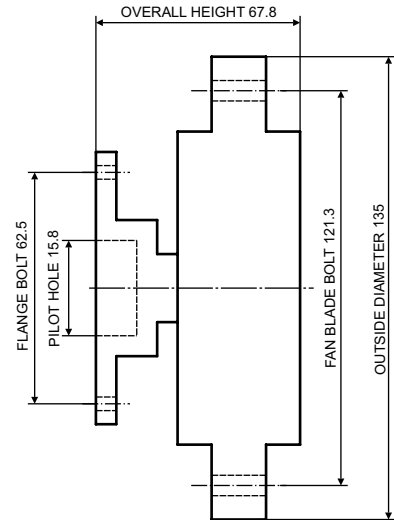 OVERALL HEIGHT 67.8
FLANGE BOLT 62.5
PILOT HOLE 15.8
FAN BLADE BOLT 121.3
OUTSIDE DIAMETER 135